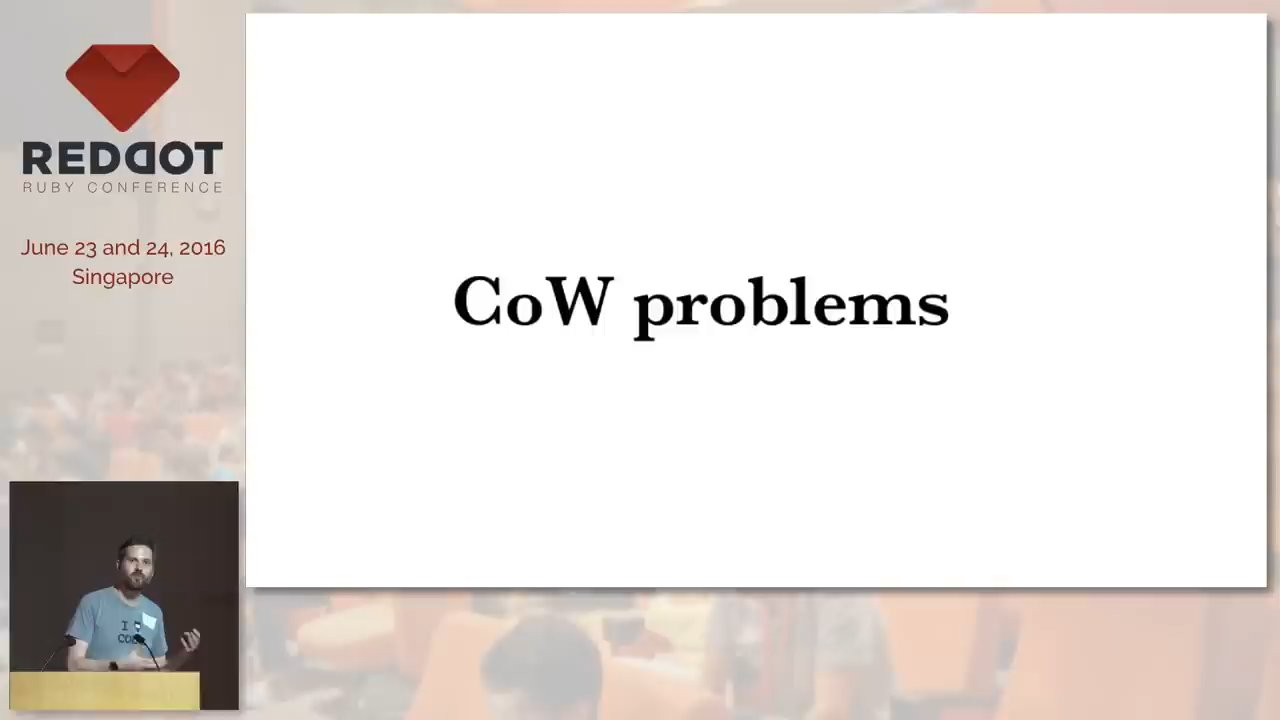 REDDOT
RUBY CONFERENCE
June 23 and 24, 2016
Singapore
CoW problems
I